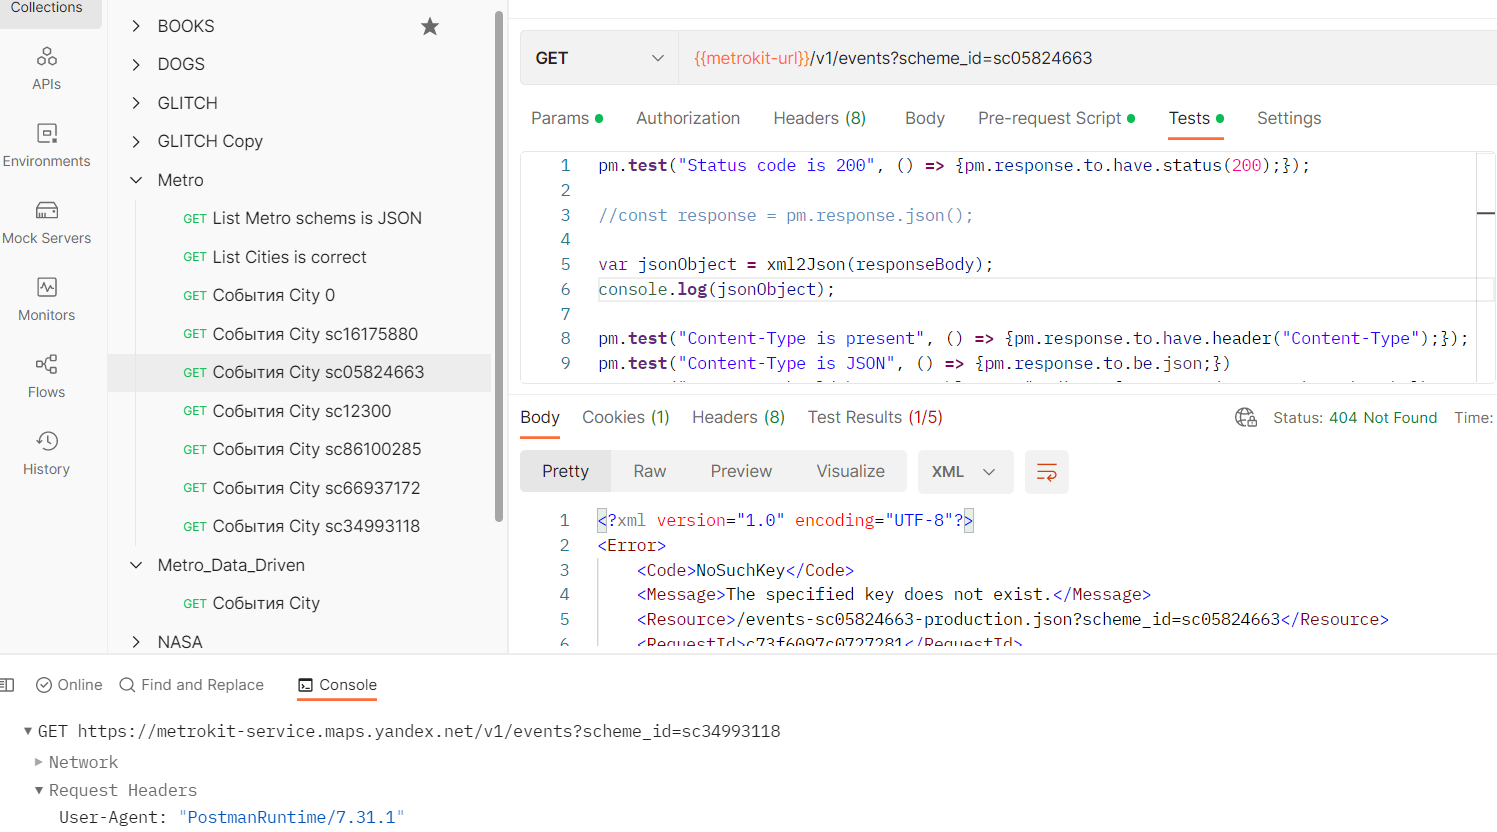 Collections
APIs
Environments
Mock Servers
Monitors
Flows
History
BOOKS
DOGS
GLITCH
GLITCH Copy
Metro
GET List Metro schems is JSON
GET List Cities is correct
GET События City 0
GET События City sc16175880
GET События City sc05824663
GET События City sc12300
GET События City sc86100285
GET События City sc66937172
GET События City sc34993118
Metro_Data_Driven
GET События City
NASA
GET {{metrokit-url}}/v1/events?scheme_id=sc05824663
Params Authorization Headers (8) Body Pre-request Script Tests Settings
1 pm.test("Status code is 200", () => {pm.response.to.have.status(200);});
2
3 //const response = pm.response.json();
4
5 var jsonObject = xml2Json(responseBody);
6 console.log(jsonObject);
7
8 pm.test("Content-Type is present", () => {pm.response.to.have.header("Content-Type");});
9 pm.test("Content-Type is JSON", () => {pm.response.to.be.json;})
Body Cookies (1) Headers (8) Test Results (1/5) Status: 404 Not Found Time:
Pretty Raw Preview Visualize XML
1 <?xml version="1.0" encoding="UTF-8"?>
2 <Error>
3 <Code>NoSuchKey</Code>
4 <Message>The specified key does not exist.</Message>
5 <Resource>/events-sc05824663-production.json?scheme_id=sc05824663</Resource>
6 <RequestId>c73f6097c0727281</RequestId>
Online Find and Replace Console
GET https://metrokit-service.maps.yandex.net/v1/events?scheme_id=sc34993118
Network
Request Headers
User-Agent: "PostmanRuntime/7.31.1"